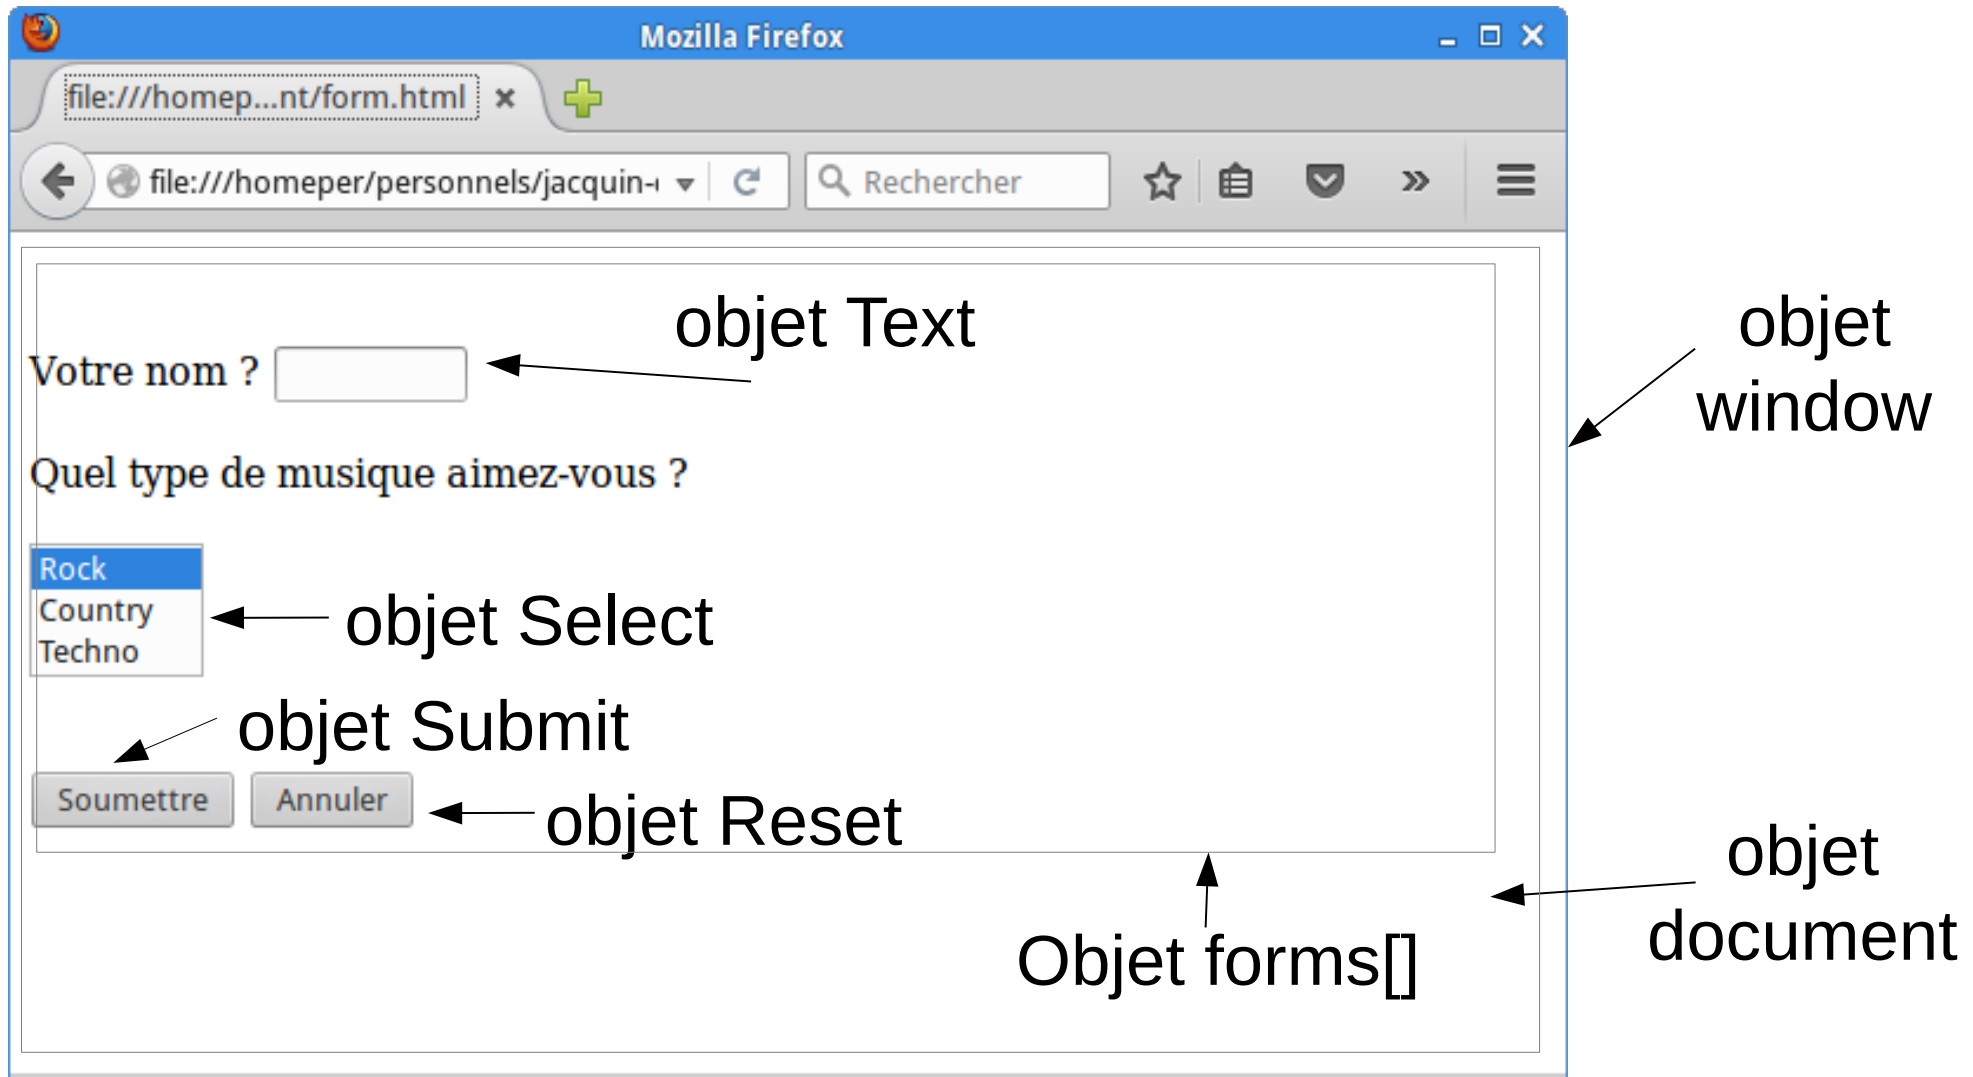 Mozilla Firefox
file:///homep...nt/form.html
file:///homeper/personnels/jacquin-
Rechercher
objet Text
Votre nom ?
Quel type de musique aimez-vous ?
Rock
Country
Techno
objet Select
objet Submit
Soumettre
Annuler
objet Reset
Objet forms[]
objet
window
objet
document